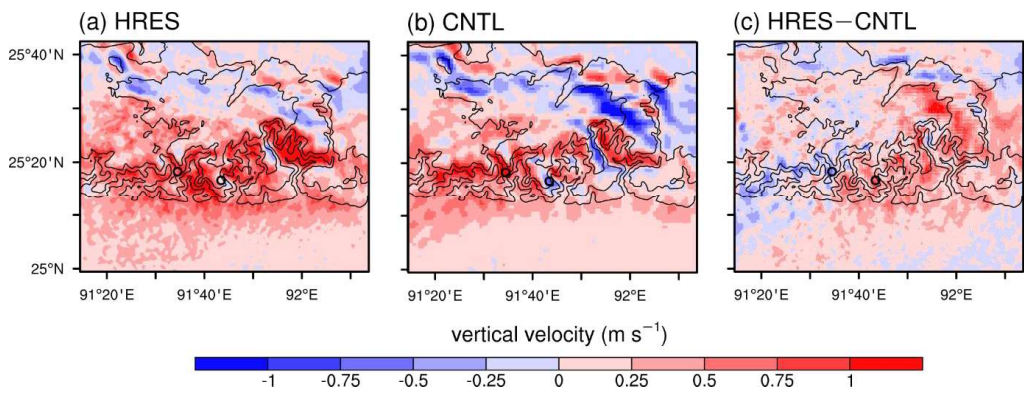 (a) HRES (b) CNTL (c) HRES−CNTL
25°40'N
25°20'N
25°N
91°20'E 91°40'E 92°E 91°20'E 91°40'E 92°E 91°20'E 91°40'E 92°E
vertical velocity (m s⁻¹)
-1 -0.75 -0.5 -0.25 0 0.25 0.5 0.75 1